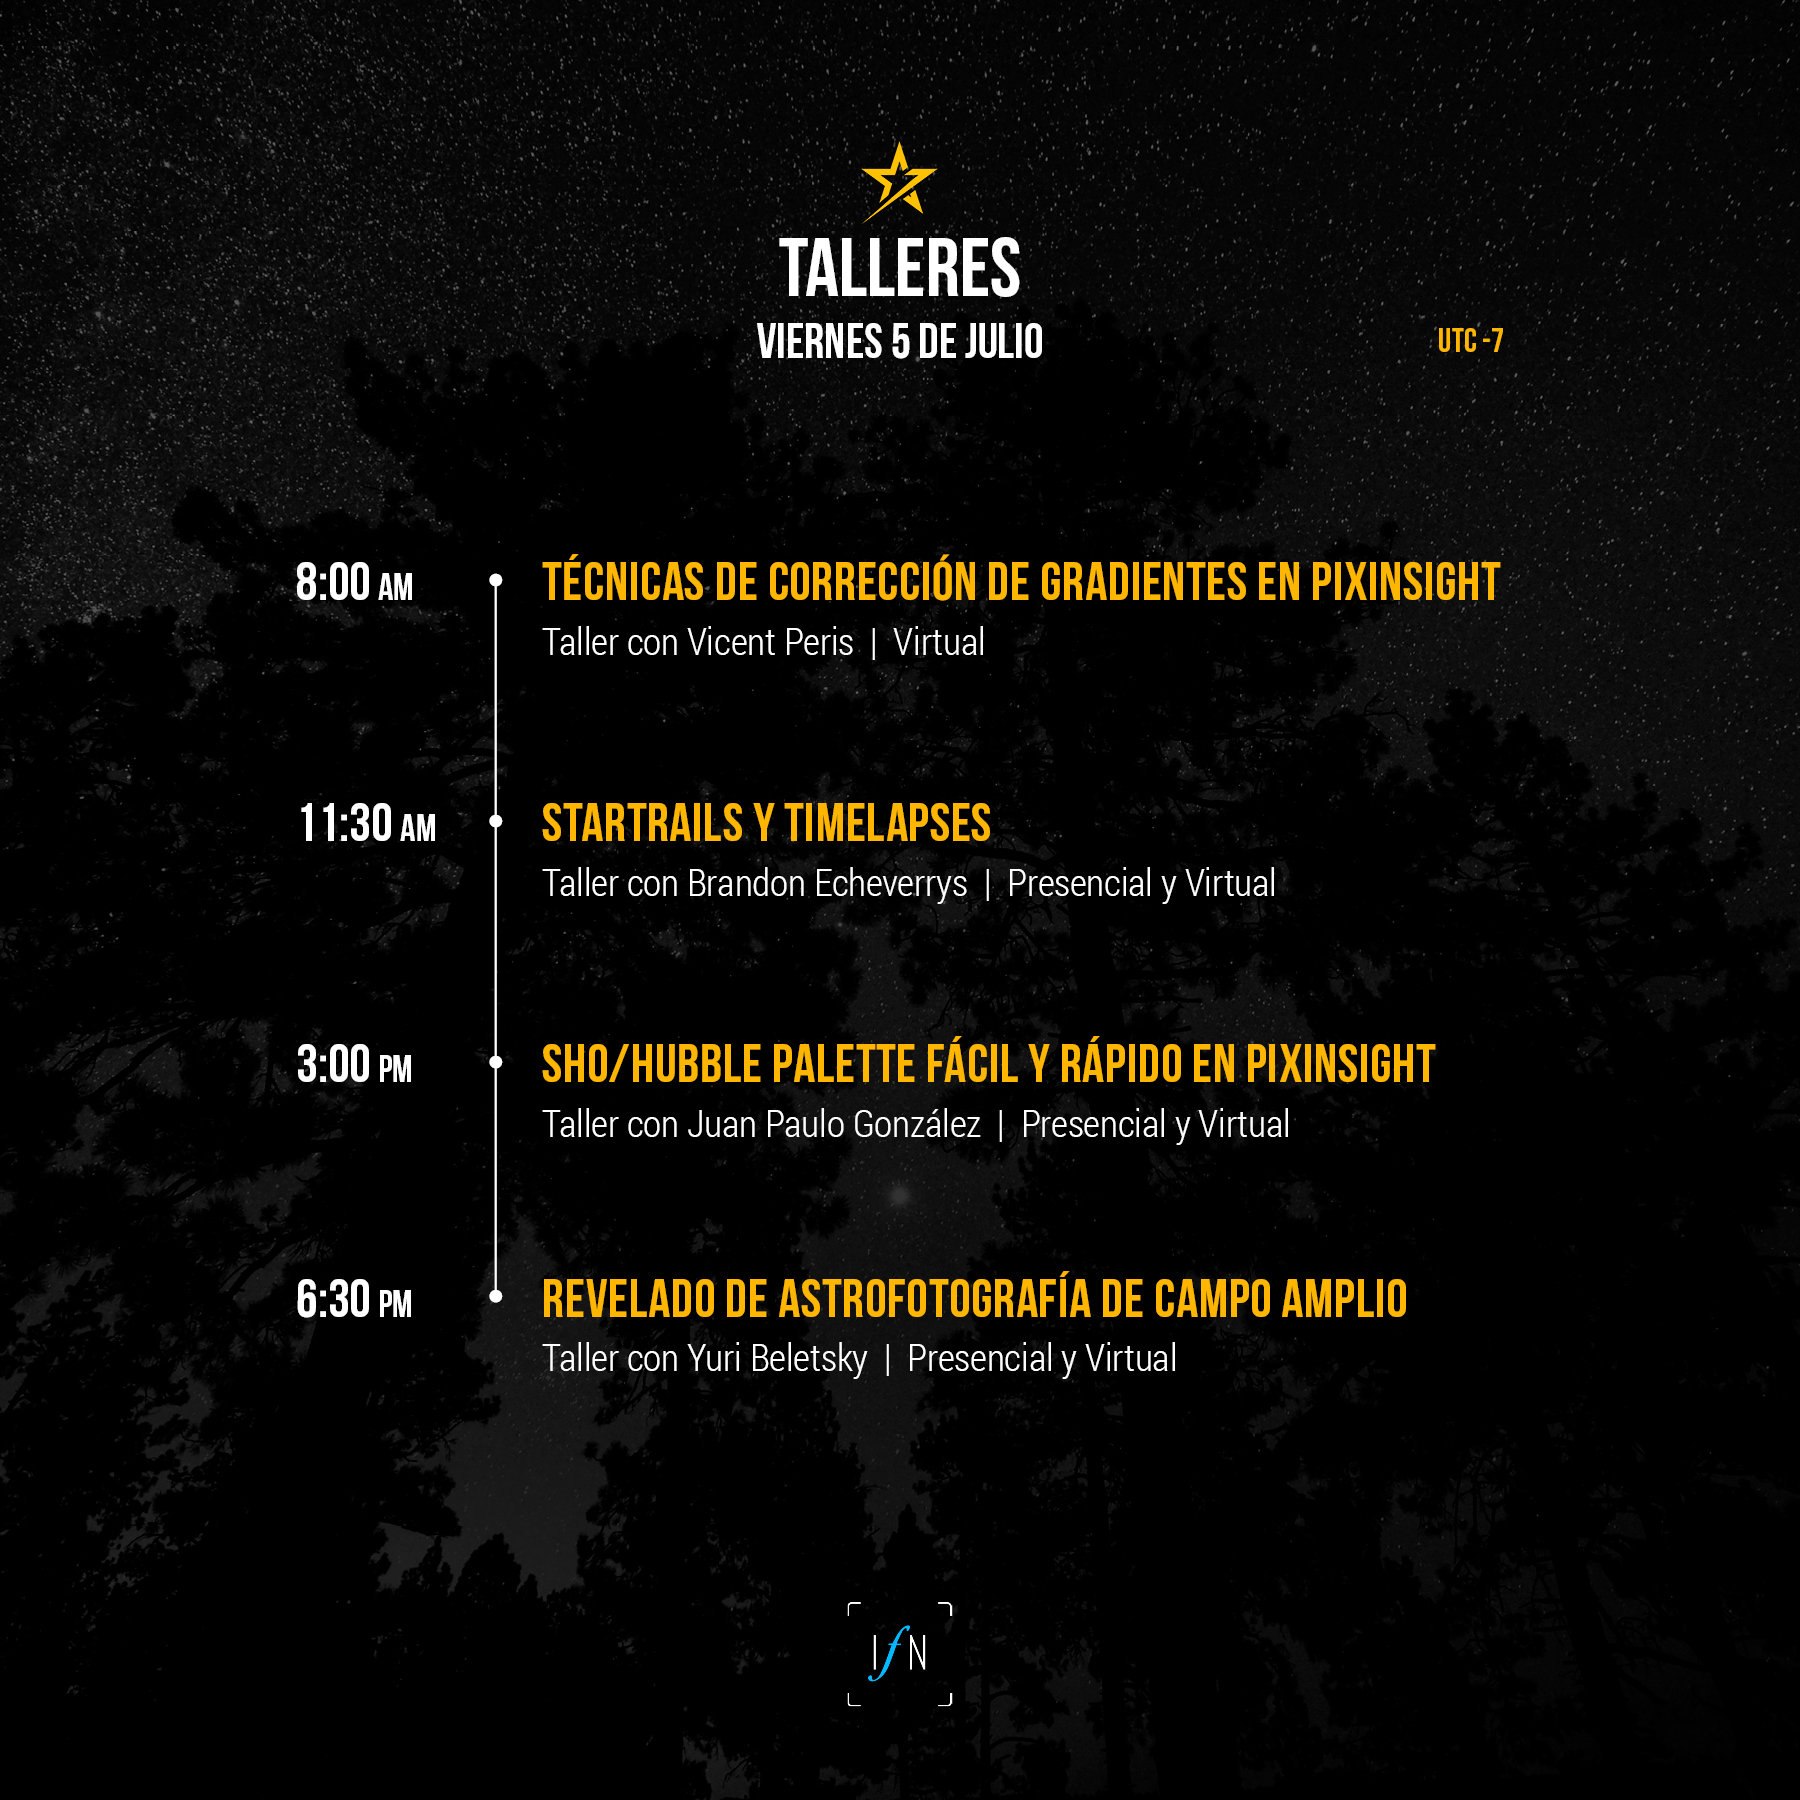 TALLERES
VIERNES 5 DE JULIO
UTC -7
8:00 AM
TÉCNICAS DE CORRECCIÓN DE GRADIENTES EN PIXINSIGHT
Taller con Vicent Peris | Virtual
11:30 AM
STARTRAILS Y TIMELAPSES
Taller con Brandon Echeverrys | Presencial y Virtual
3:00 PM
SHO/HUBBLE PALETTE FÁCIL Y RÁPIDO EN PIXINSIGHT
Taller con Juan Paulo González | Presencial y Virtual
6:30 PM
REVELADO DE ASTROFOTOGRAFÍA DE CAMPO AMPLIO
Taller con Yuri Beletsky | Presencial y Virtual
IfN